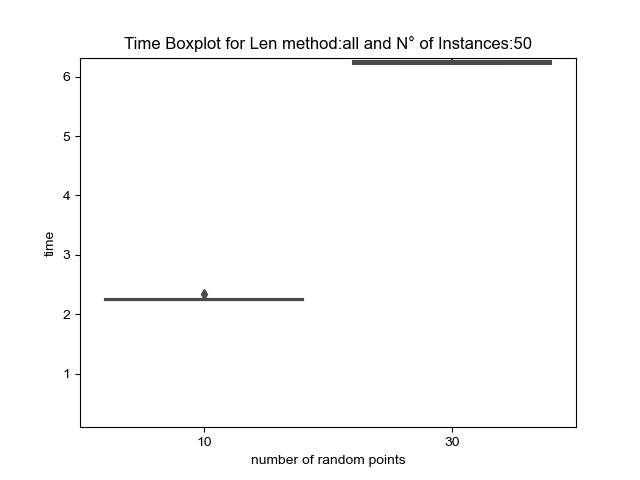 Time Boxplot for Len method:all and N° of Instances:50
6
5
4
3
2
1
time
10
30
number of random points